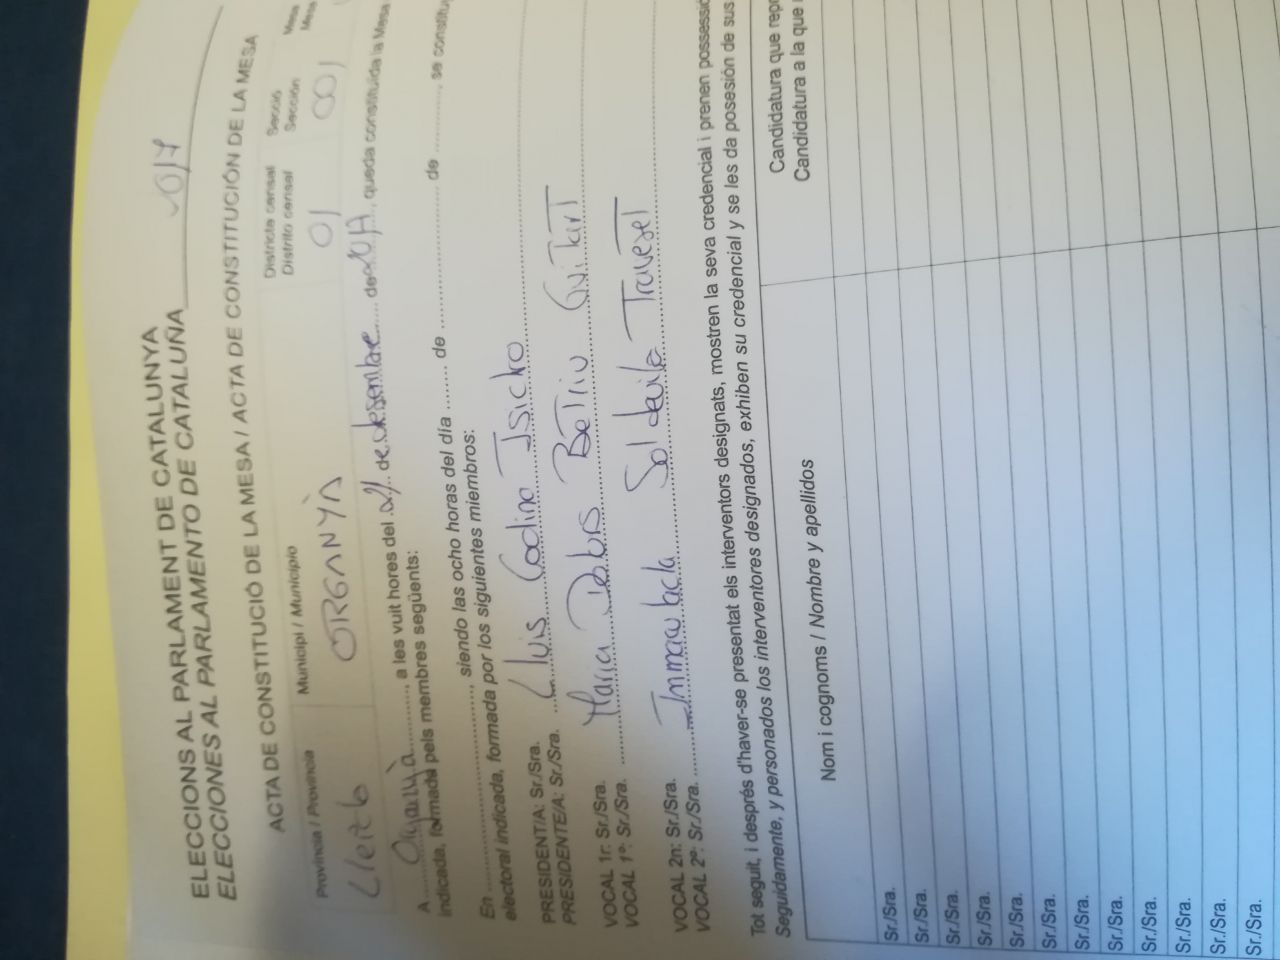 ELECCIONS AL PARLAMENT DE CATALUNYA
ELECCIONES AL PARLAMENTO DE CATALUÑA 2017
ACTA DE CONSTITUCIÓ DE LA MESA / ACTA DE CONSTITUCIÓN DE LA MESA
Província / Provincia Municipi / Municipio Districte censal Secció Mesa
Distrito censal Sección Mesa
Lleida ORGANYÀ 01 001
A Organyà, a les vuit hores del 21 de desembre de 2017, queda constituïda la Mesa
indicada, formada pels membres següents:
En, siendo las ocho horas del día de de, se constituy
electoral indicada, formada por los siguientes miembros:
PRESIDENT/A: Sr./Sra. Lluis Codina Isicho
PRESIDENTE/A: Sr./Sra.
VOCAL 1r: Sr./Sra. Maria Dolors Betriu Guitart
VOCAL 1º: Sr./Sra.
VOCAL 2n: Sr./Sra. Immaculada Soldevila Traveset
VOCAL 2º: Sr./Sra.
Tot seguit, i després d'haver-se presentat els interventors designats, mostren la seva credencial i prenen possessió
Seguidamente, y personados los interventores designados, exhiben su credencial y se les da posesión de sus
Nom i cognoms / Nombre y apellidos Candidatura que repr
Candidatura a la que
Sr./Sra.
Sr./Sra.
Sr./Sra.
Sr./Sra.
Sr./Sra.
Sr./Sra.
Sr./Sra.
Sr./Sra.
Sr./Sra.
Sr./Sra.
Sr./Sra.
Sr./Sra.